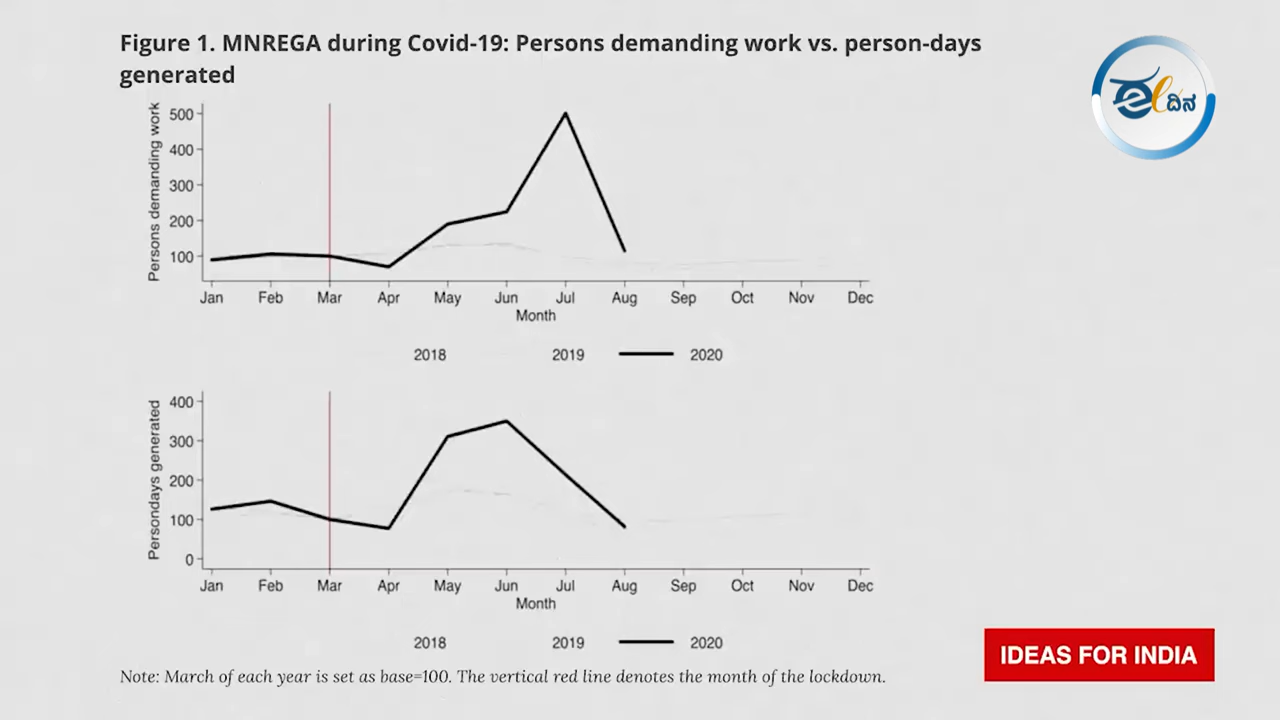 Figure 1. MNREGA during Covid-19: Persons demanding work vs. person-days
generated
eದಿನ
Persons demanding work
500
400
300
200
100
Jan Feb Mar Apr May Jun Jul Aug Sep Oct Nov Dec
Month
2018 2019 2020
Persondays generated
400
300
200
100
0
Jan Feb Mar Apr May Jun Jul Aug Sep Oct Nov Dec
Month
2018 2019 2020
IDEAS FOR INDIA
Note: March of each year is set as base=100. The vertical red line denotes the month of the lockdown.